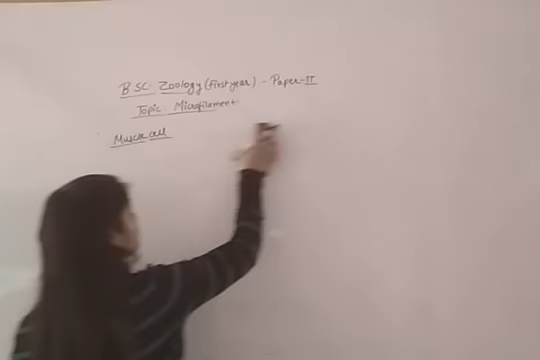 B SC. Zoology (first year) - Paper-II
Topic Microfilament
Muscle cell